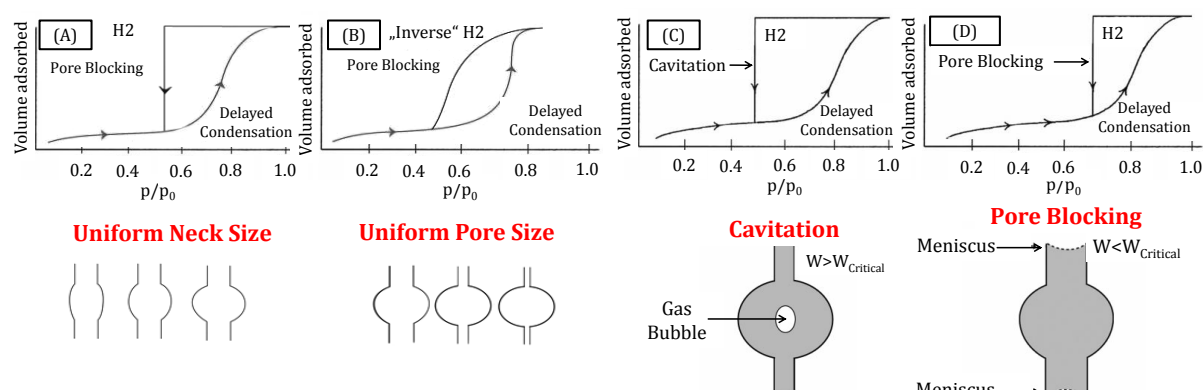 (A)
H2
Pore Blocking
Delayed
Condensation
Volume adsorbed
0.2
0.4
0.6
0.8
1.0
p/p0
Uniform Neck Size
(B)
„Inverse“ H2
Pore Blocking
Delayed
Condensation
Volume adsorbed
0.2
0.4
0.6
0.8
1.0
p/p0
Uniform Pore Size
(C)
H2
Cavitation
Delayed
Condensation
Volume adsorbed
0.2
0.4
0.6
0.8
1.0
p/p0
Cavitation
W>WCritical
Gas
Bubble
(D)
H2
Pore Blocking
Delayed
Condensation
Volume adsorbed
0.2
0.4
0.6
0.8
1.0
p/p0
Pore Blocking
Meniscus
W<WCritical
Meniscus